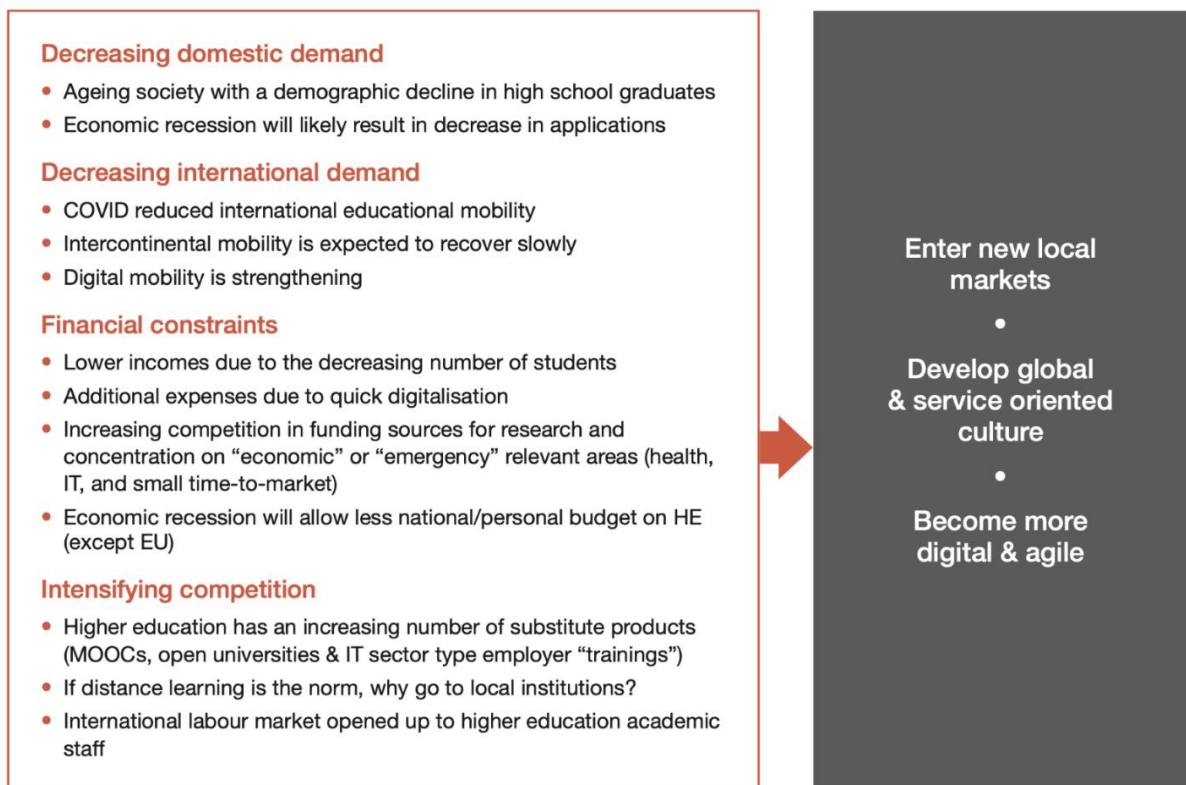 Decreasing domestic demand
• Ageing society with a demographic decline in high school graduates
• Economic recession will likely result in decrease in applications
Decreasing international demand
• COVID reduced international educational mobility
• Intercontinental mobility is expected to recover slowly
• Digital mobility is strengthening
Financial constraints
• Lower incomes due to the decreasing number of students
• Additional expenses due to quick digitalisation
• Increasing competition in funding sources for research and
concentration on “economic” or “emergency” relevant areas (health,
IT, and small time-to-market)
• Economic recession will allow less national/personal budget on HE
(except EU)
Intensifying competition
• Higher education has an increasing number of substitute products
(MOOCs, open universities & IT sector type employer “trainings”)
• If distance learning is the norm, why go to local institutions?
• International labour market opened up to higher education academic
staff
Enter new local
markets
•
Develop global
& service oriented
culture
•
Become more
digital & agile